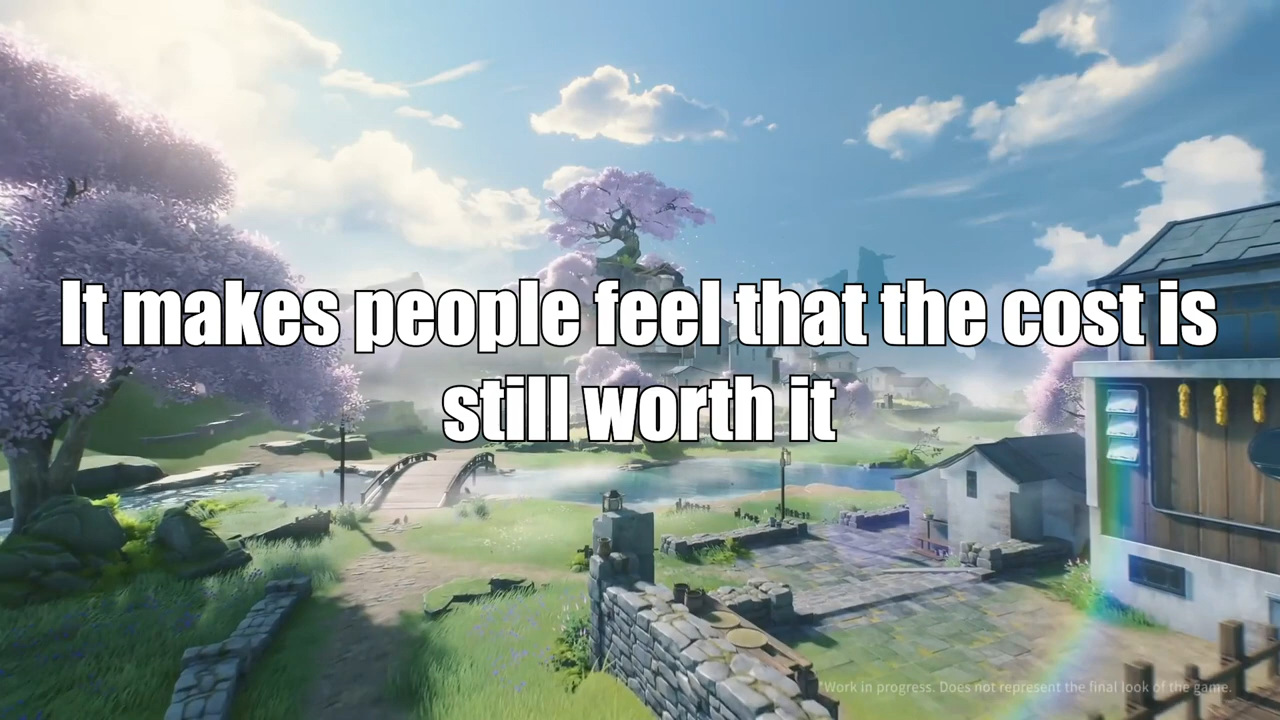 It makes people feel that the cost is
still worth it
*Work in progress. Does not represent the final look of the game.